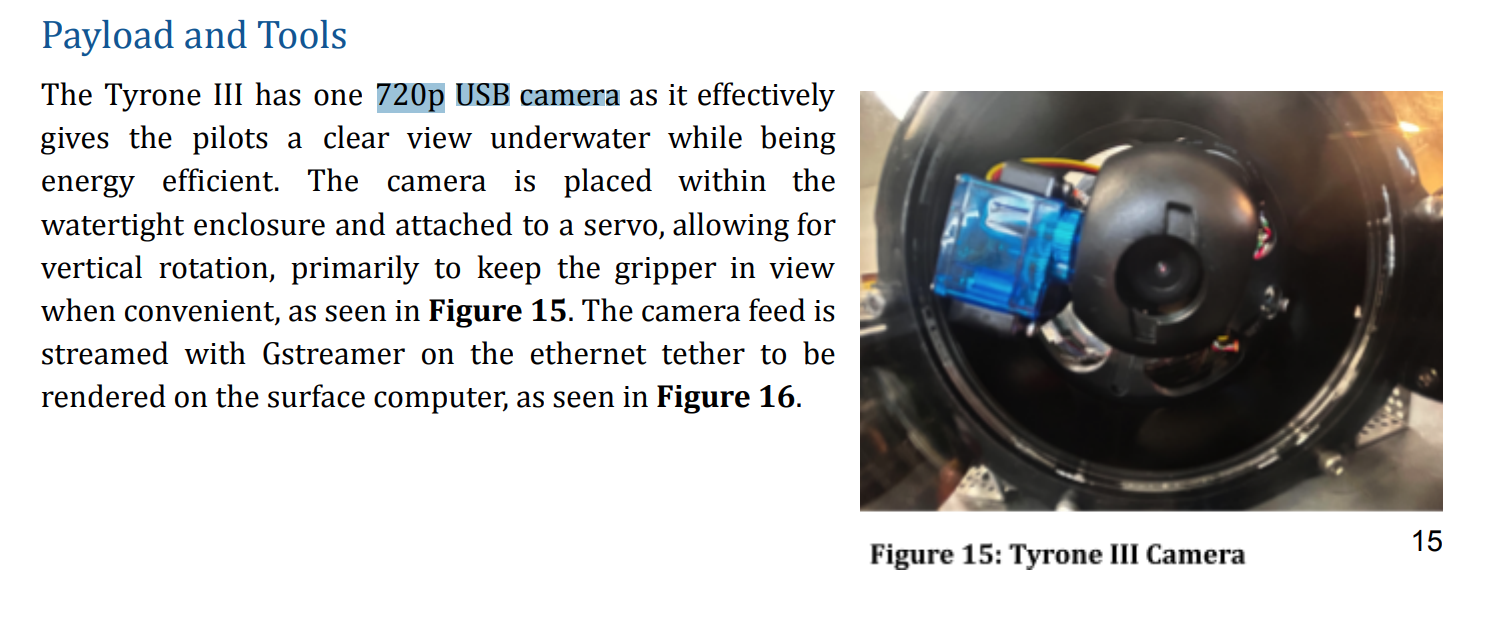 Payload and Tools
The Tyrone III has one 720p USB camera as it effectively
gives the pilots a clear view underwater while being
energy efficient. The camera is placed within the
watertight enclosure and attached to a servo, allowing for
vertical rotation, primarily to keep the gripper in view
when convenient, as seen in Figure 15. The camera feed is
streamed with Gstreamer on the ethernet tether to be
rendered on the surface computer, as seen in Figure 16.
Figure 15: Tyrone III Camera
15